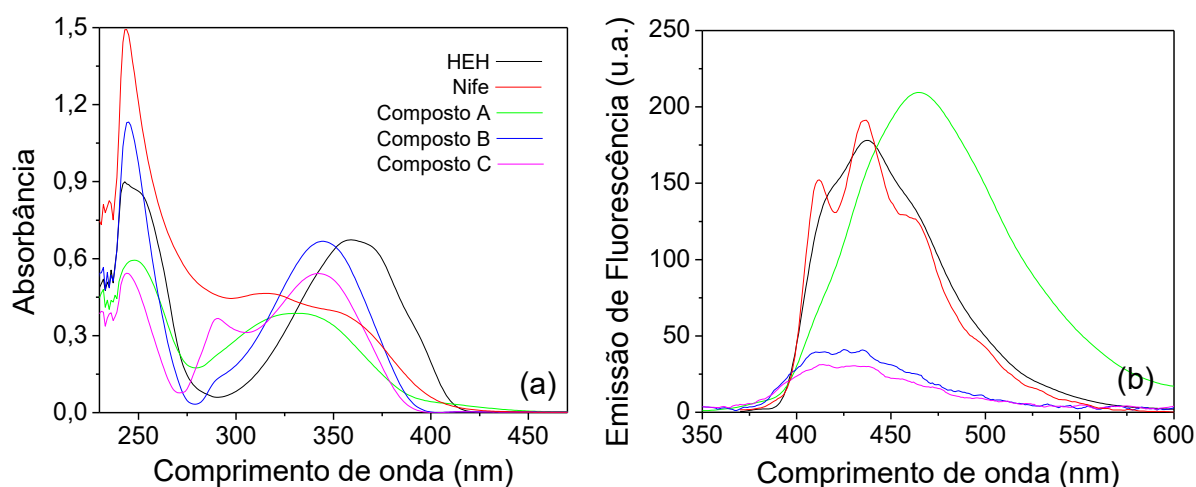 Absorbância
1,5
1,2
0,9
0,6
0,3
0,0
HEH
Nife
Composto A
Composto B
Composto C
(a)
250 300 350 400 450
Comprimento de onda (nm)
Emissão de Fluorescência (u.a.)
250
200
150
100
50
0
(b)
350 400 450 500 550 600
Comprimento de onda (nm)